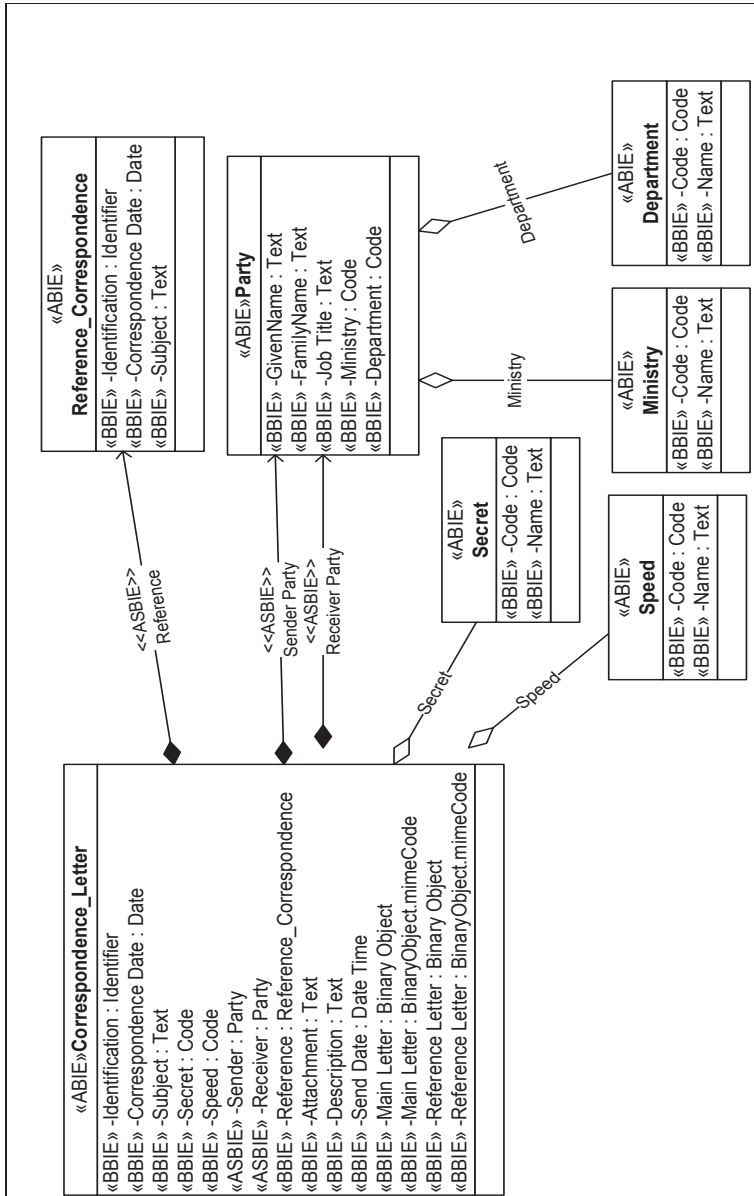 «ABIE»Correspondence_Letter
«BBIE» -Identification : Identifier
«BBIE» -Correspondence Date : Date
«BBIE» -Subject : Text
«BBIE» -Secret : Code
«BBIE» -Speed : Code
«ASBIE» -Sender : Party
«ASBIE» -Receiver : Party
«BBIE» -Reference : Reference_Correspondence
«BBIE» -Attachment : Text
«BBIE» -Description : Text
«BBIE» -Send Date : Date Time
«BBIE» -Main Letter : Binary Object
«BBIE» -Main Letter : BinaryObject.mimeCode
«BBIE» -Reference Letter : Binary Object
«BBIE» -Reference Letter : BinaryObject.mimeCode
<<ASBIE>>
Reference
<<ASBIE>>
Sender Party
<<ASBIE>>
Receiver Party
Secret
Speed
«ABIE»
Reference_Correspondence
«BBIE» -Identification : Identifier
«BBIE» -Correspondence Date : Date
«BBIE» -Subject : Text
«ABIE»Party
«BBIE» -GivenName : Text
«BBIE» -FamilyName : Text
«BBIE» -Job Title : Text
«BBIE» -Ministry : Code
«BBIE» -Department : Code
«ABIE»
Secret
«BBIE» -Code : Code
«BBIE» -Name : Text
«ABIE»
Speed
«BBIE» -Code : Code
«BBIE» -Name : Text
Ministry
Department
«ABIE»
Ministry
«BBIE» -Code : Code
«BBIE» -Name : Text
«ABIE»
Department
«BBIE» -Code : Code
«BBIE» -Name : Text